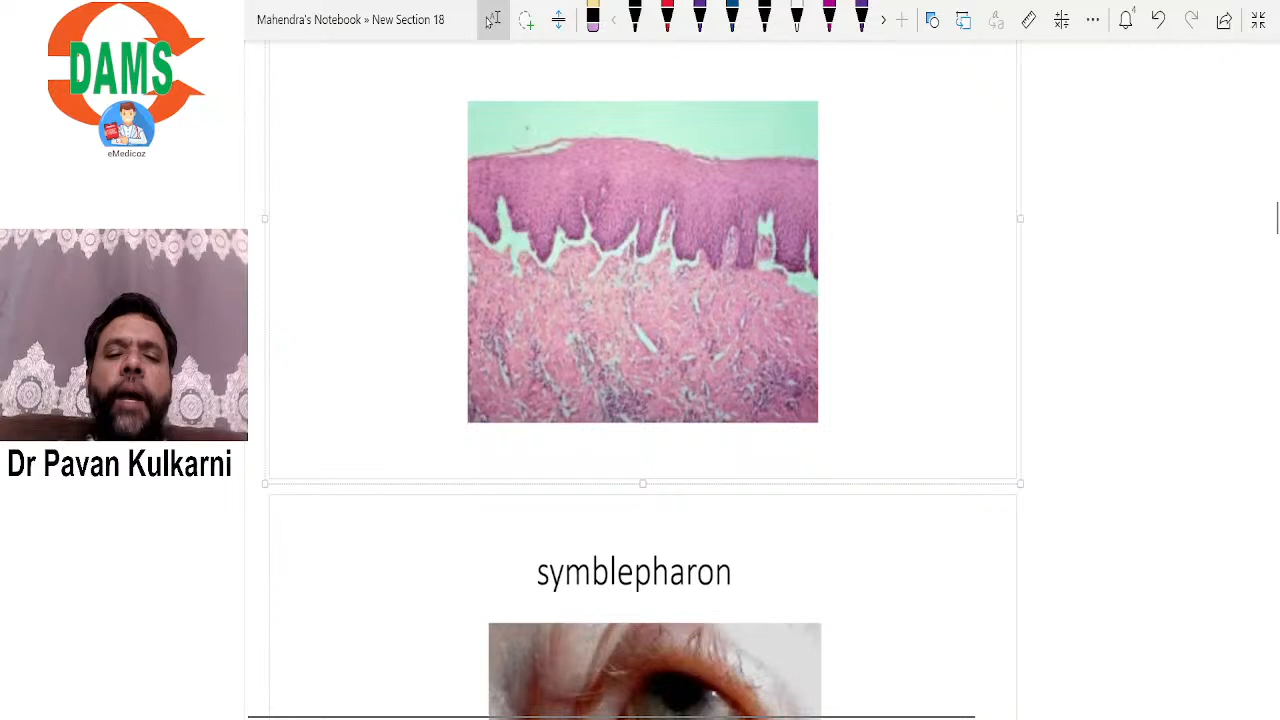 Mahendra's Notebook » New Section 18
DAMS
eMedicoz
Dr Pavan Kulkarni
symblepharon